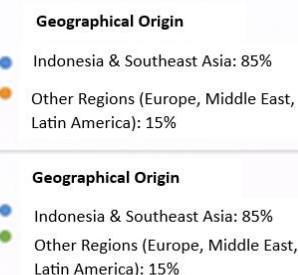 Geographical Origin
Indonesia & Southeast Asia: 85%
Other Regions (Europe, Middle East,
Latin America): 15%
Geographical Origin
Indonesia & Southeast Asia: 85%
Other Regions (Europe, Middle East,
Latin America): 15%